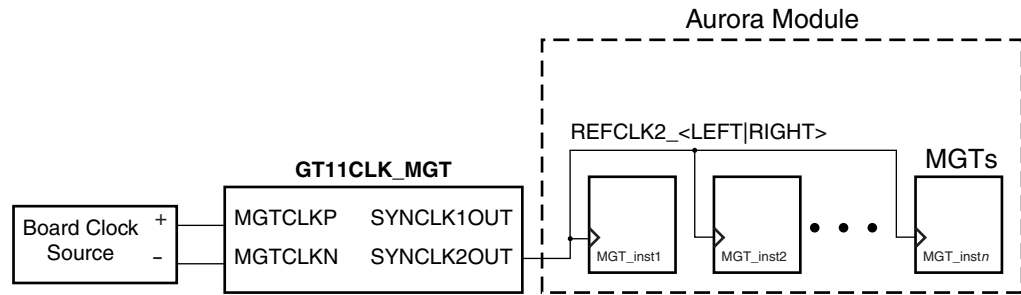 Aurora Module
REFCLK2_<LEFT|RIGHT>
GT11CLK_MGT
MGTs
Board Clock
Source
+
−
MGTCLKP
SYNCLK1OUT
MGTCLKN
SYNCLK2OUT
MGT_inst1
MGT_inst2
MGT_instn